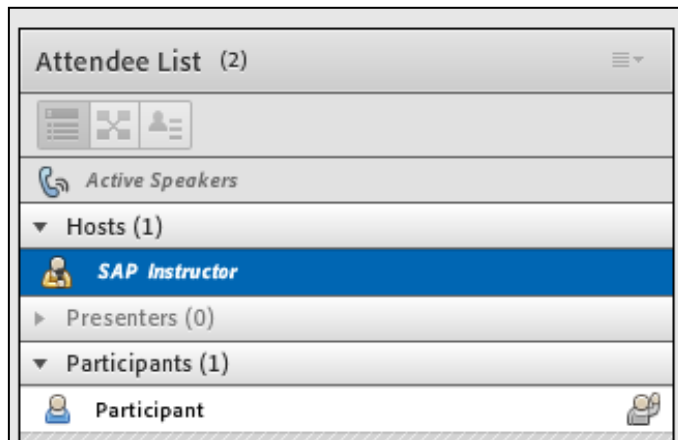 Attendee List (2)
Active Speakers
Hosts (1)
SAP Instructor
Presenters (0)
Participants (1)
Participant